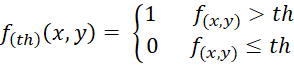 f_(th)(x, y) = { 1 f_(x,y) > th
0 f_(x,y) ≤ th